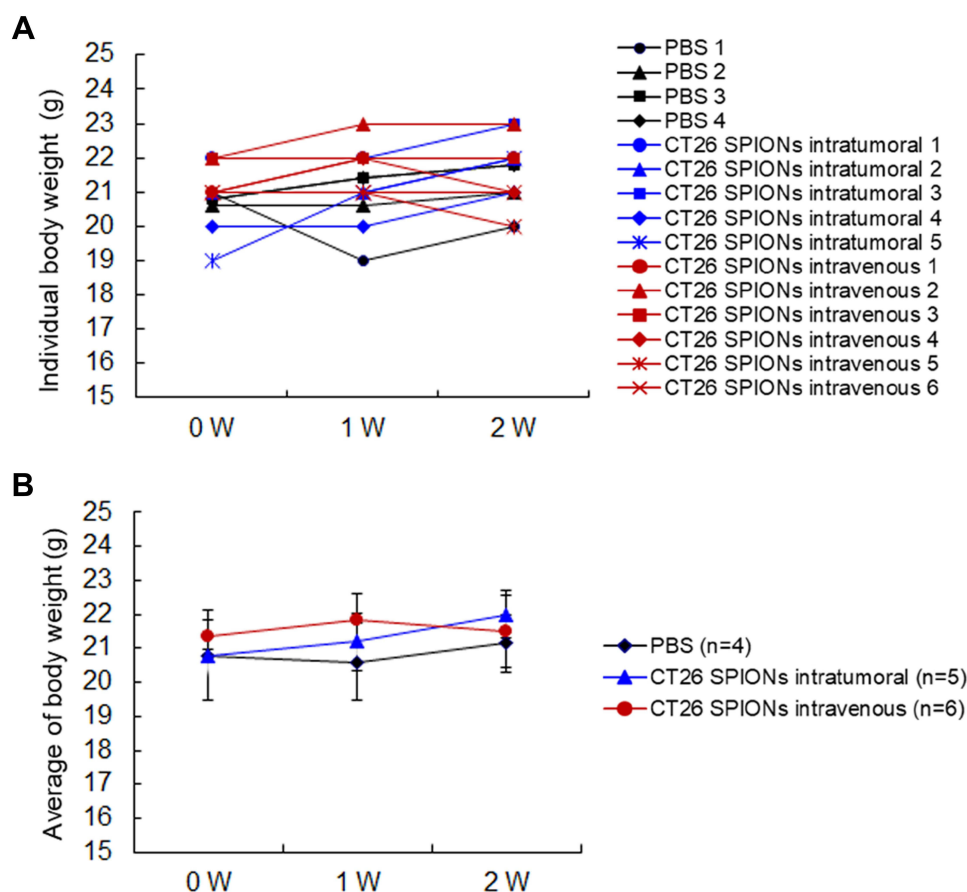 A
Individual body weight (g)
25
24
23
22
21
20
19
18
17
16
15
0 W
1 W
2 W
PBS 1
PBS 2
PBS 3
PBS 4
CT26 SPIONs intratumoral 1
CT26 SPIONs intratumoral 2
CT26 SPIONs intratumoral 3
CT26 SPIONs intratumoral 4
CT26 SPIONs intratumoral 5
CT26 SPIONs intravenous 1
CT26 SPIONs intravenous 2
CT26 SPIONs intravenous 3
CT26 SPIONs intravenous 4
CT26 SPIONs intravenous 5
CT26 SPIONs intravenous 6
B
Average of body weight (g)
25
24
23
22
21
20
19
18
17
16
15
0 W
1 W
2 W
PBS (n=4)
CT26 SPIONs intratumoral (n=5)
CT26 SPIONs intravenous (n=6)